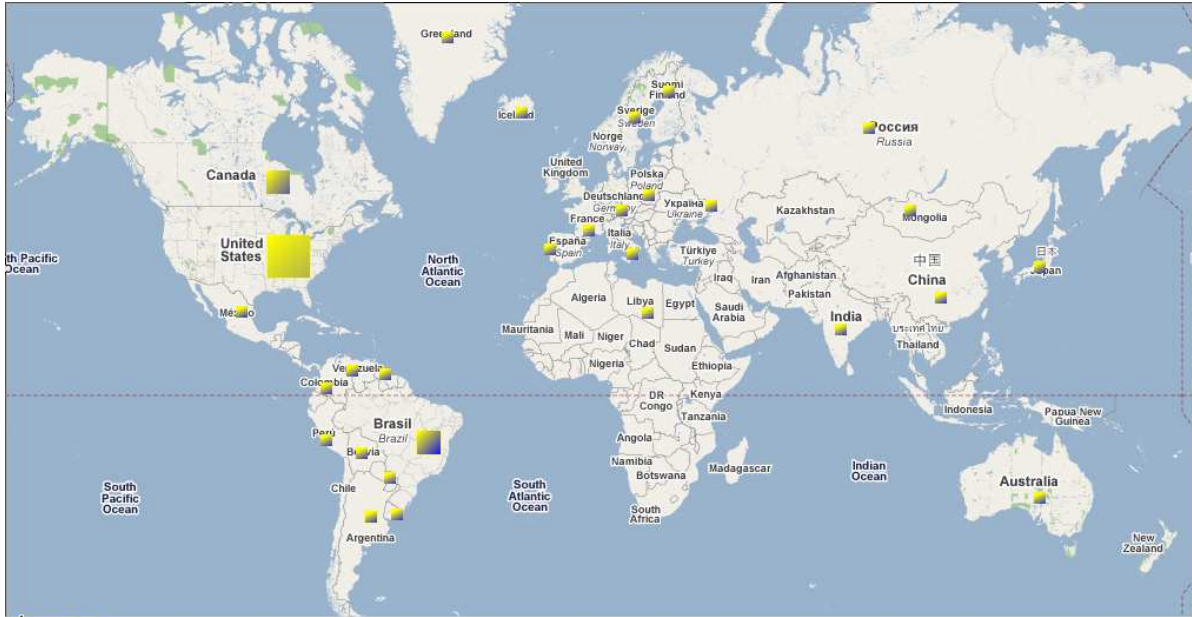 Greenland
Iceland
Suomi
Finland
Sverige
Sweden
Norge
Norway
Россия
Russia
Canada
United
Kingdom
Polska
Poland
Deutschland
Germany
Україна
Ukraine
Kazakhstan
Mongolia
France
Italia
Italy
España
Spain
Türkiye
Turkey
United
States
th Pacific
Ocean
North
Atlantic
Ocean
日本
Japan
中国
China
Iraq
Iran
Afghanistan
Pakistan
Algeria
Libya
Egypt
Saudi
Arabia
India
México
Mauritania
Mali
Niger
Chad
Sudan
ประเทศไทย
Thailand
Nigeria
Ethiopia
Venezuela
Colombia
DR
Congo
Kenya
Tanzania
Indonesia
Papua New
Guinea
Brasil
Brazil
Perú
Bolivia
Angola
Namibia
Botswana
Madagascar
Indian
Ocean
Australia
South
Pacific
Ocean
Chile
South
Atlantic
Ocean
South
Africa
Argentina
New
Zealand